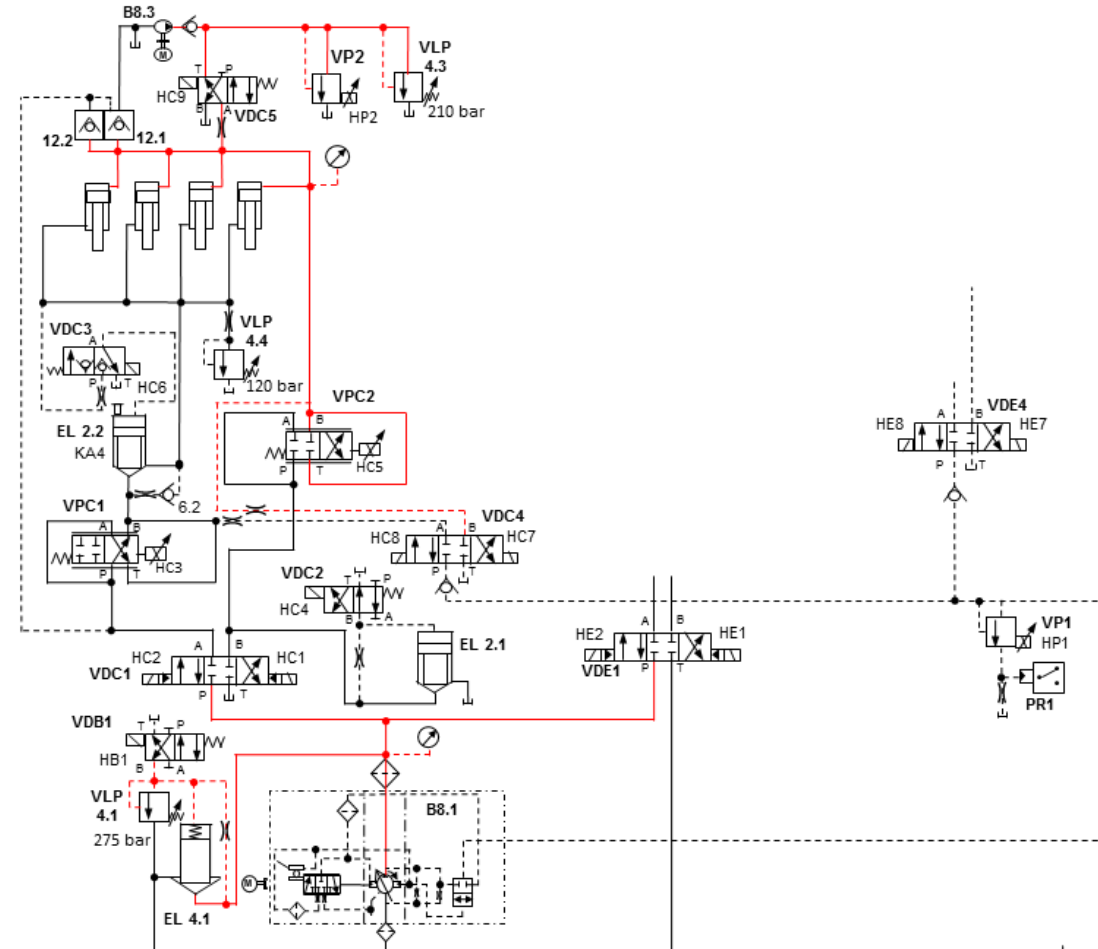 B8.3
M
T P
HC9
B A
VDC5
VP2
HP2
VLP
4.3
210 bar
12.2
12.1
VDC3
A
P T
HC6
VLP
4.4
120 bar
EL 2.2
KA4
6.2
VPC2
A B
P T
HC5
VPC1
A B
P T
HC3
VDC4
A B
HC8
HC7
P T
VDC2
T P
HC4
B A
EL 2.1
VDE4
A B
HE8
HE7
P T
VP1
HP1
PR1
VDC1
A B
HC2
HC1
P T
HE2
A B
HE1
P T
VDE1
VDB1
T P
HB1
B A
VLP
4.1
275 bar
EL 4.1
B8.1
M